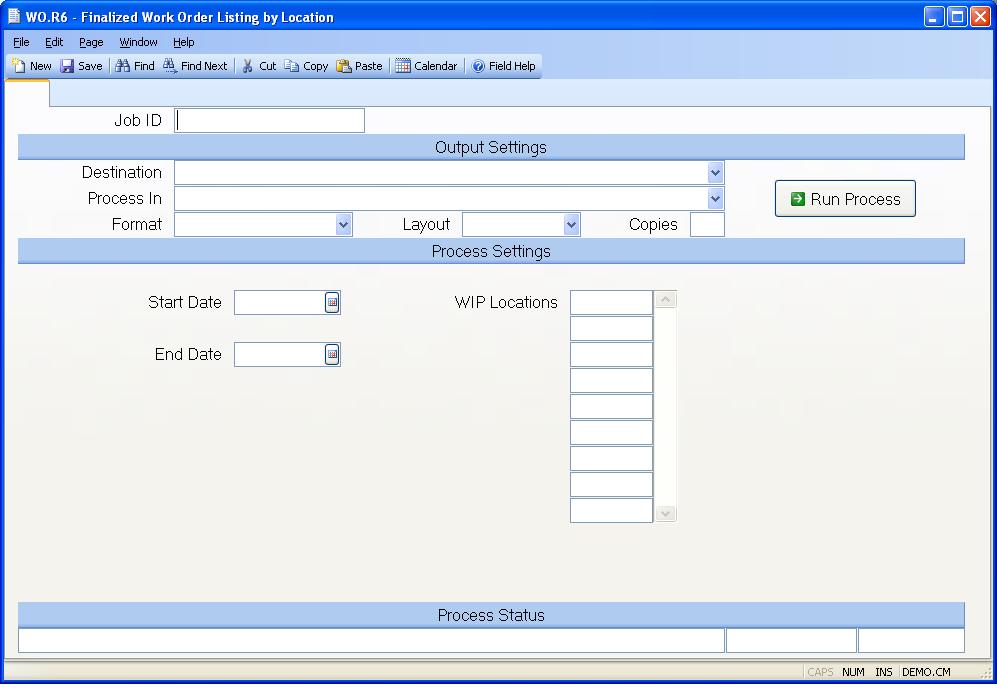 WO.R6 - Finalized Work Order Listing by Location
File Edit Page Window Help
New Save Find Find Next Cut Copy Paste Calendar Field Help
Job ID
Output Settings
Destination
Process In
Run Process
Format Layout Copies
Process Settings
Start Date WIP Locations
End Date
Process Status
CAPS NUM INS DEMO.CM